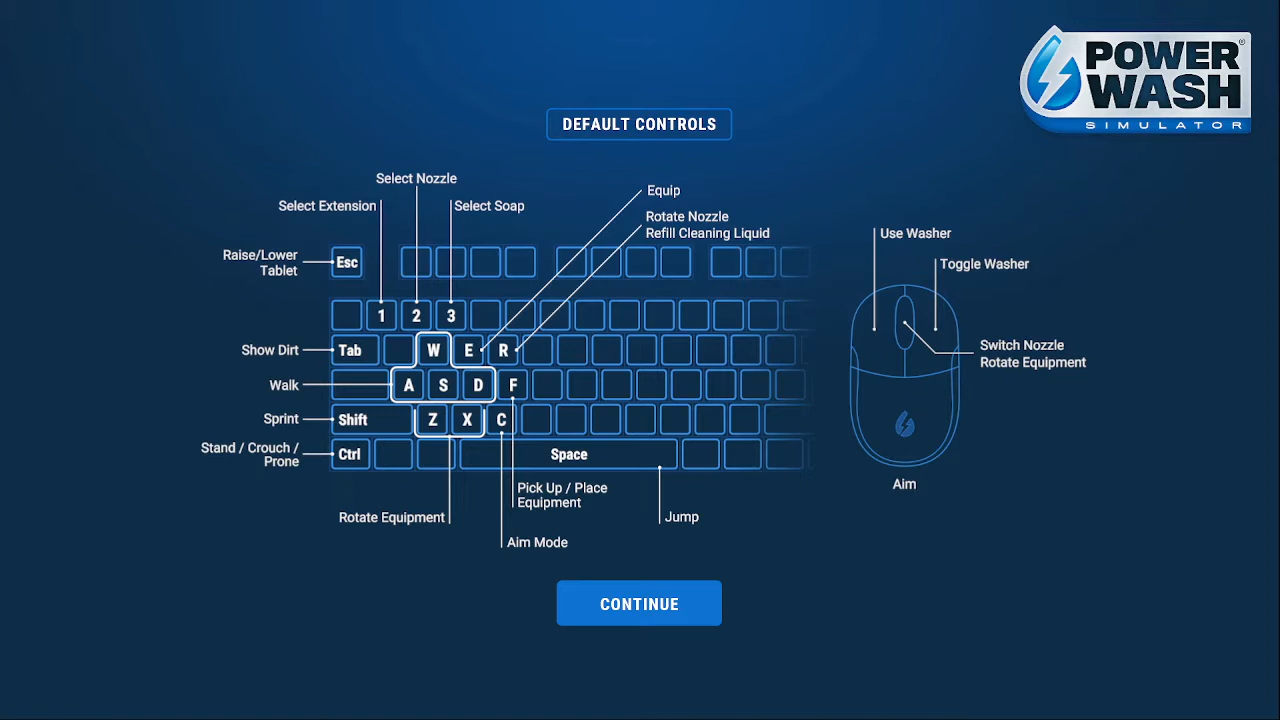 POWER
WASH
SIMULATOR
DEFAULT CONTROLS
Select Nozzle
Select Extension
Select Soap
Equip
Rotate Nozzle
Refill Cleaning Liquid
Raise/Lower
Tablet
Esc
1 2 3
Show Dirt
Tab
W E R
Walk
A S D F
Sprint
Shift
Z X C
Stand / Crouch /
Prone
Ctrl
Space
Pick Up / Place
Equipment
Rotate Equipment
Jump
Aim Mode
Use Washer
Toggle Washer
Switch Nozzle
Rotate Equipment
Aim
CONTINUE